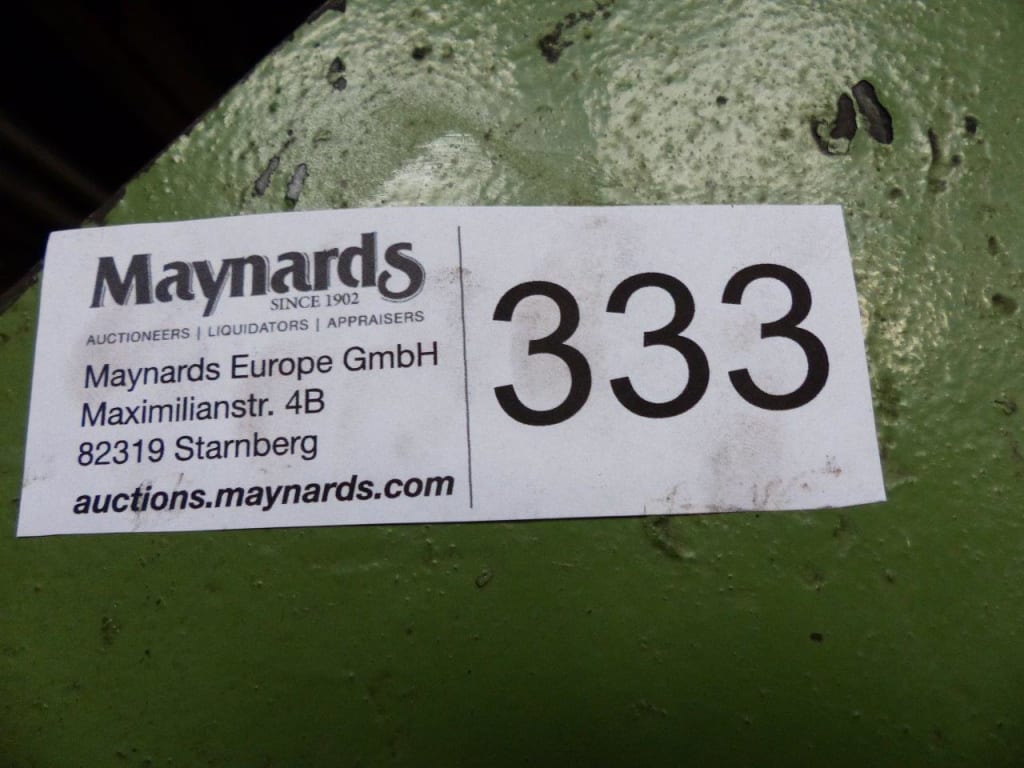 Maynards
SINCE 1902
AUCTIONEERS | LIQUIDATORS | APPRAISERS
Maynards Europe GmbH
Maximilianstr. 4B
82319 Starnberg
auctions.maynards.com
333